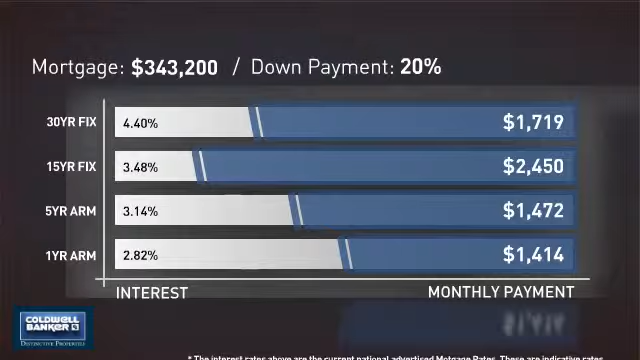 Mortgage: $343,200 / Down Payment: 20%
30YR FIX 4.40% $1,719
15YR FIX 3.48% $2,450
5YR ARM 3.14% $1,472
1YR ARM 2.82% $1,414
INTEREST MONTHLY PAYMENT
COLDWELL
BANKER
DISTINCTIVE PROPERTIES
* The interest rates above are the current national advertised Motgage Rates. These are indicative rates